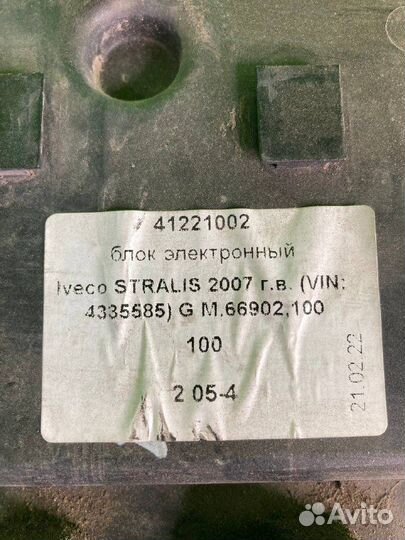 41221002
блок электронный
Iveco STRALIS 2007 г.в. (VIN:
4335585) G M.66902,100
100
2 05-4
21.02.22
Avito